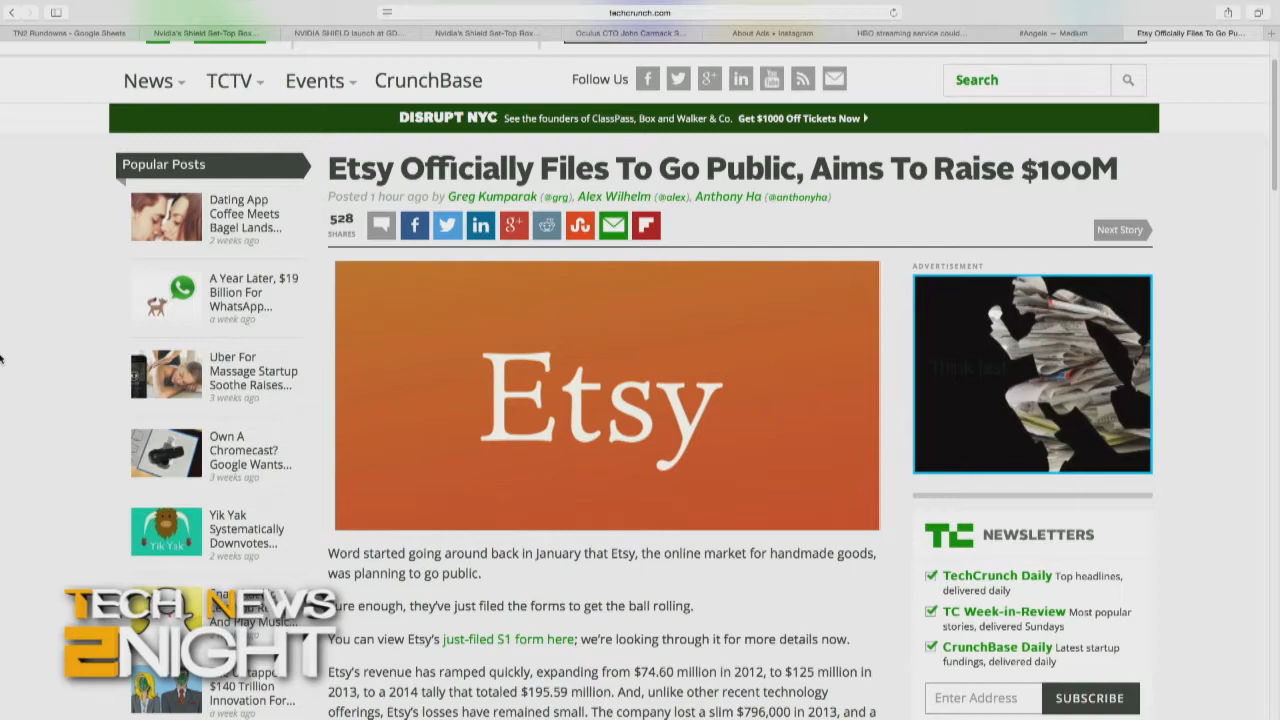 techcrunch.com
TN2 Rundowns - Google Sheets
Nvidia's Shield Set-Top Box...
NVIDIA SHIELD launch at GD...
Nvidia's Shield Set-Top Box...
Oculus CTO John Carmack S...
About Ads • Instagram
HBO streaming service could...
#Angels — Medium
Etsy Officially Files To Go Pu...
News
TCTV
Events
CrunchBase
Follow Us
Search
DISRUPT NYC See the founders of ClassPass, Box and Walker & Co. Get $1000 Off Tickets Now
Popular Posts
Dating App
Coffee Meets
Bagel Lands...
2 weeks ago
A Year Later, $19
Billion For
WhatsApp...
a week ago
Uber For
Massage Startup
Soothe Raises...
3 weeks ago
Own A
Chromecast?
Google Wants...
3 weeks ago
Yik Yak
Yik Yak
Systematically
Downvotes...
2 weeks ago
And Play Music...
$140 Trillion
Innovation For...
a week ago
TECH NEWS
2NIGHT
Etsy Officially Files To Go Public, Aims To Raise $100M
Posted 1 hour ago by Greg Kumparak (@grg), Alex Wilhelm (@alex), Anthony Ha (@anthonyha)
528
SHARES
Next Story
Etsy
Word started going around back in January that Etsy, the online market for handmade goods,
was planning to go public.
enough, they've just filed the forms to get the ball rolling.
You can view Etsy's just-filed S1 form here; we're looking through it for more details now.
Etsy's revenue has ramped quickly, expanding from $74.60 million in 2012, to $125 million in
2013, to a 2014 tally that totaled $195.59 million. And, unlike other recent technology
offerings, Etsy's losses have remained small. The company lost a slim $796,000 in 2013, and a
ADVERTISEMENT
Think fast
TC NEWSLETTERS
TechCrunch Daily Top headlines,
delivered daily
TC Week-in-Review Most popular
stories, delivered Sundays
CrunchBase Daily Latest startup
fundings, delivered daily
Enter Address
SUBSCRIBE